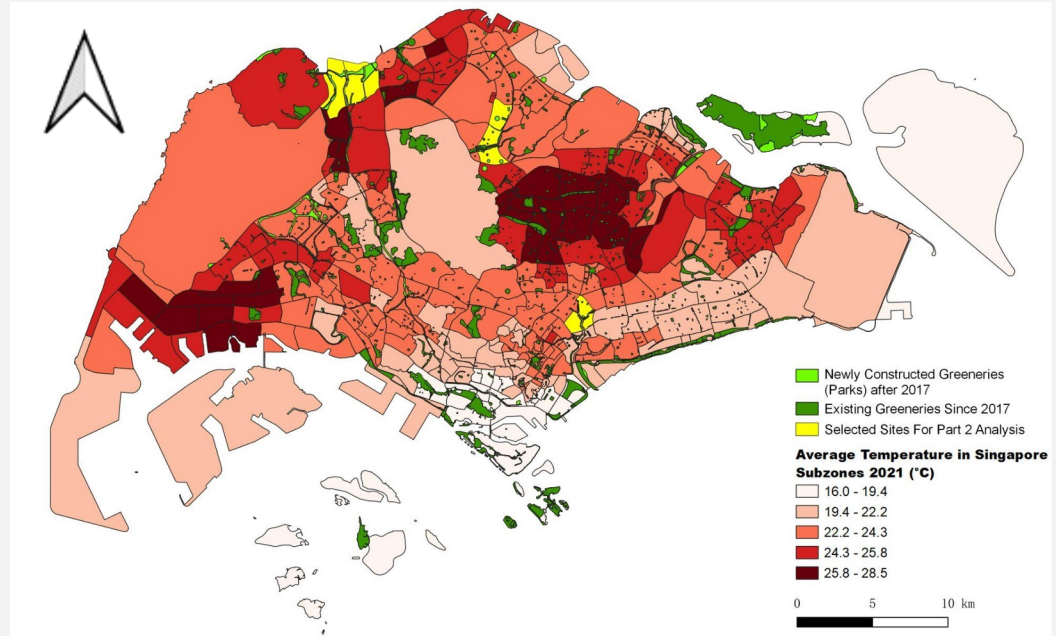 Newly Constructed Greeneries
(Parks) after 2017
Existing Greeneries Since 2017
Selected Sites For Part 2 Analysis
Average Temperature in Singapore
Subzones 2021 (°C)
16.0 - 19.4
19.4 - 22.2
22.2 - 24.3
24.3 - 25.8
25.8 - 28.5
0 5 10 km